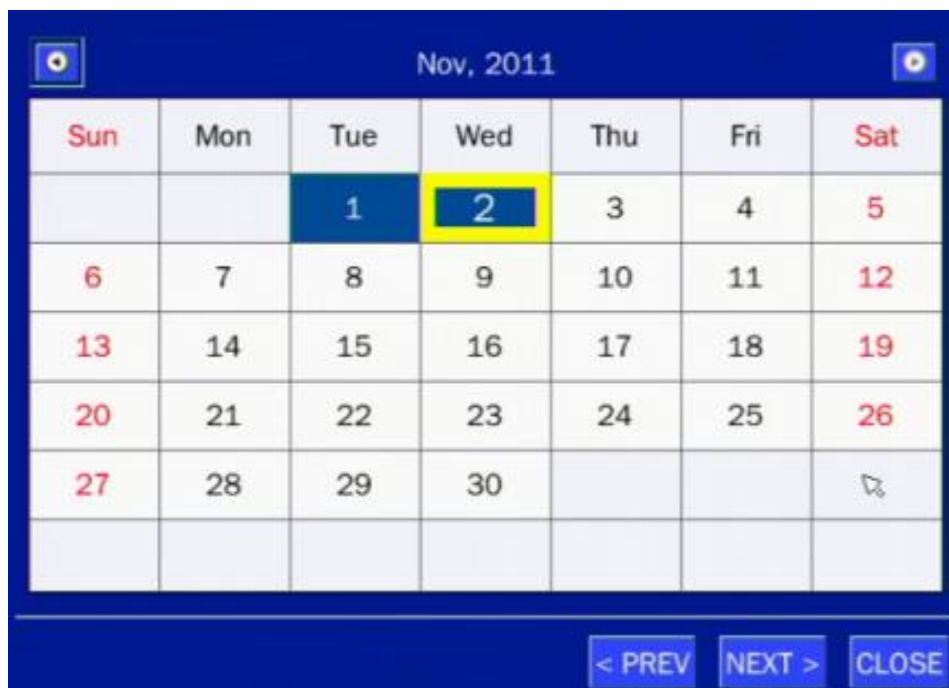 Nov, 2011
Sun Mon Tue Wed Thu Fri Sat
1 2 3 4 5
6 7 8 9 10 11 12
13 14 15 16 17 18 19
20 21 22 23 24 25 26
27 28 29 30
< PREV NEXT > CLOSE